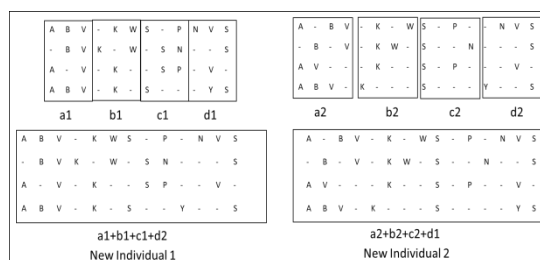 A B V - K W S - P N V S
- B V K - W - S N - - S
A - V - K - - S P - V -
A B V - K - S - - - Y S
a1 b1 c1 d1
A - B V - K - W S - P - - N V S
- B - V - K W - S - - N - - - S
A V - - - K - - S - P - - - V -
A B V - K - - - S - - - Y - - S
a2 b2 c2 d2
A B V - K W S - P - N V S
- B V K - W - S N - - - S
A - V - K - - S P - - V -
A B V - K - S - - Y - - S
a1+b1+c1+d2
New Individual 1
A - B V - K - W S - P - N V S
- B - V - K W - S - - N - - S
A V - - - K - - S - P - - V -
A B V - K - - - S - - - - Y S
a2+b2+c2+d1
New Individual 2